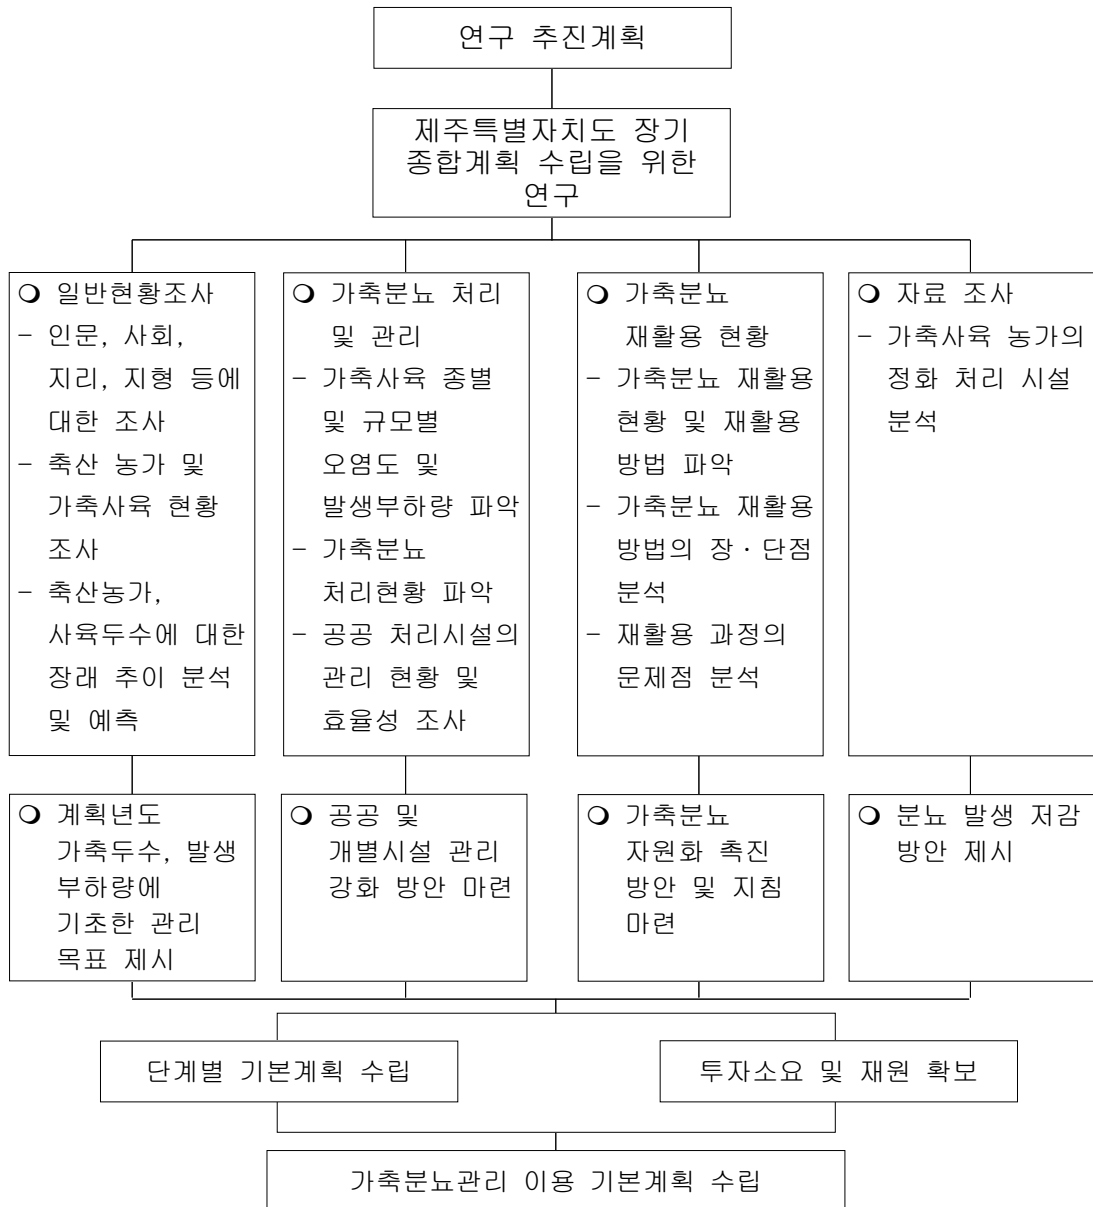 연구 추진계획
제주특별자치도 장기
종합계획 수립을 위한
연구
❍ 일반현황조사
- 인문, 사회,
지리, 지형 등에
대한 조사
- 축산 농가 및
가축사육 현황
조사
- 축산농가,
사육두수에 대한
장래 추이 분석
및 예측
❍ 가축분뇨 처리
및 관리
- 가축사육 종별
및 규모별
오염도 및
발생부하량 파악
- 가축분뇨
처리현황 파악
- 공공 처리시설의
관리 현황 및
효율성 조사
❍ 가축분뇨
재활용 현황
- 가축분뇨 재활용
현황 및 재활용
방법 파악
- 가축분뇨 재활용
방법의 장·단점
분석
- 재활용 과정의
문제점 분석
❍ 자료 조사
- 가축사육 농가의
정화 처리 시설
분석
❍ 계획년도
가축두수, 발생
부하량에
기초한 관리
목표 제시
❍ 공공 및
개별시설 관리
강화 방안 마련
❍ 가축분뇨
자원화 촉진
방안 및 지침
마련
❍ 분뇨 발생 저감
방안 제시
단계별 기본계획 수립
투자소요 및 재원 확보
가축분뇨관리 이용 기본계획 수립